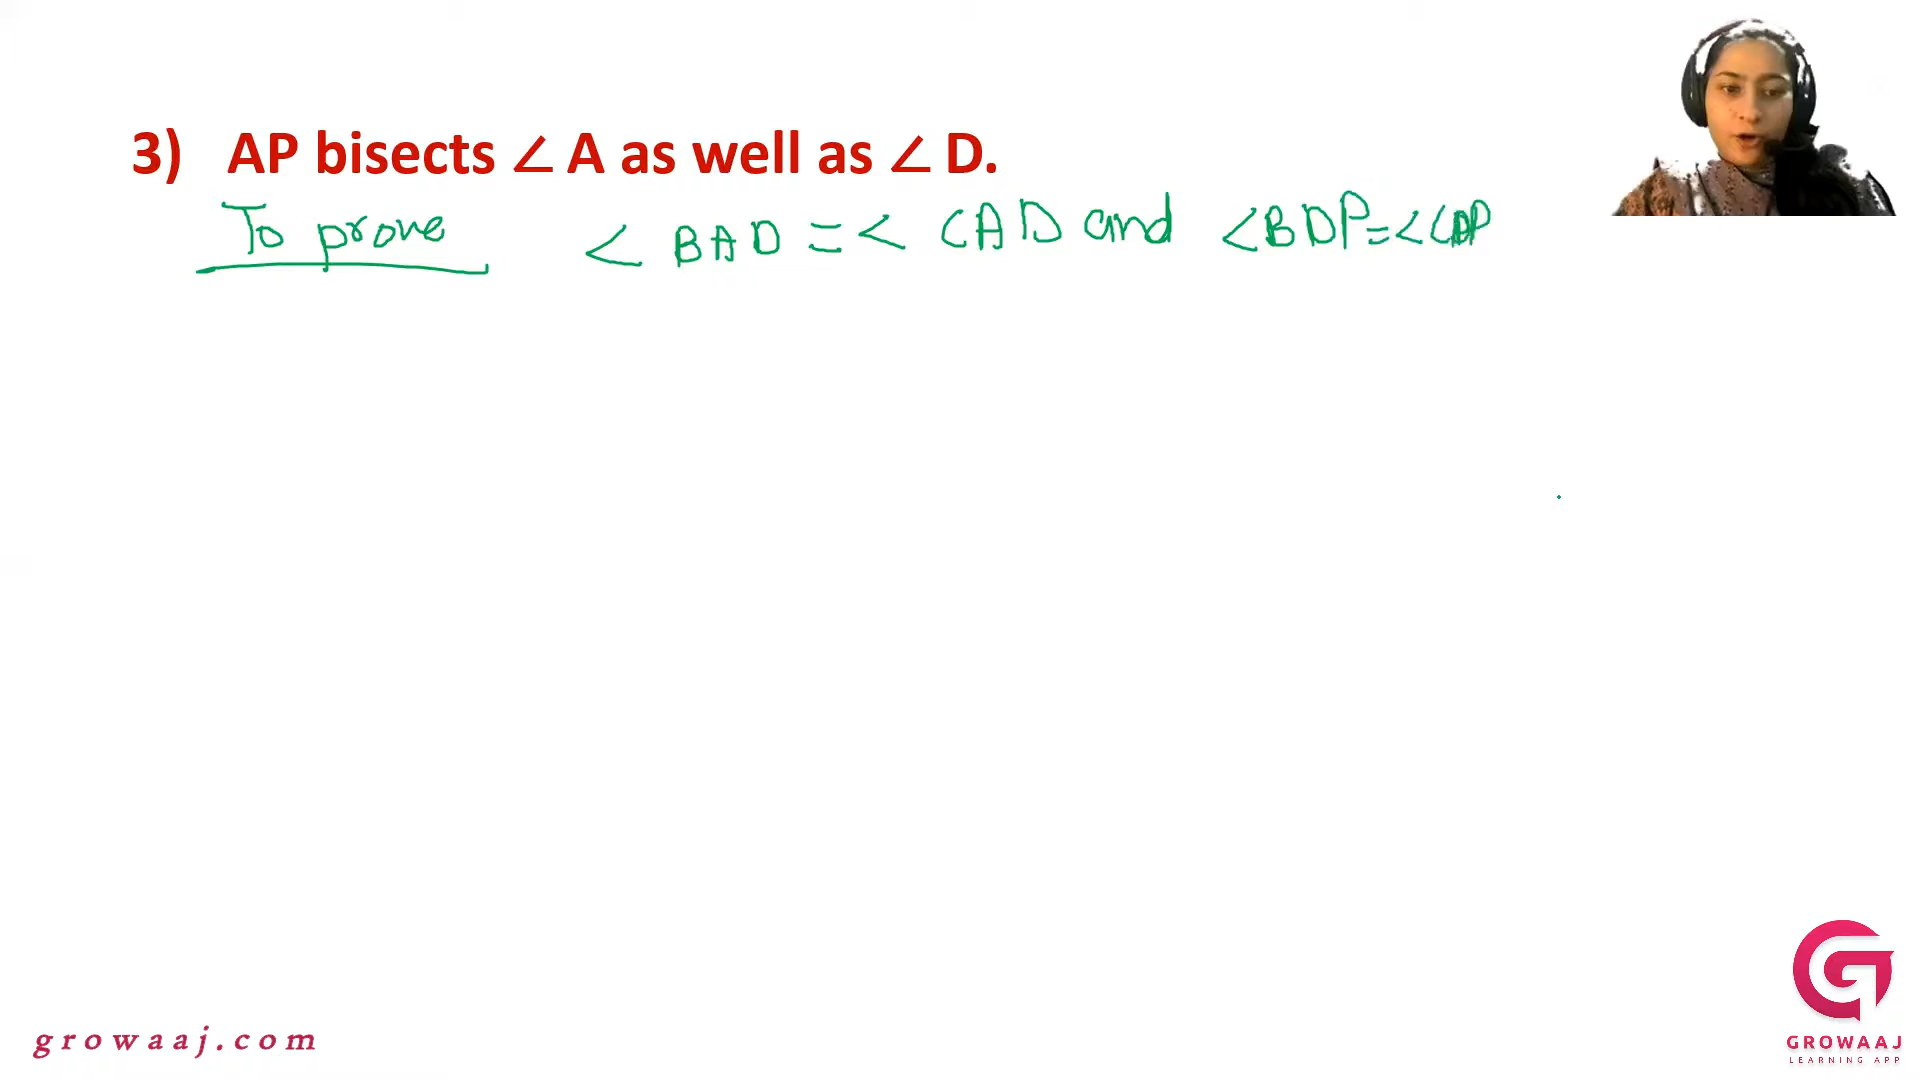 3) AP bisects ∠ A as well as ∠ D.
To prove ∠ BAD = ∠ CAD and ∠BDP = ∠CDP
growaaj.com
GROWAAJ
LEARNING APP